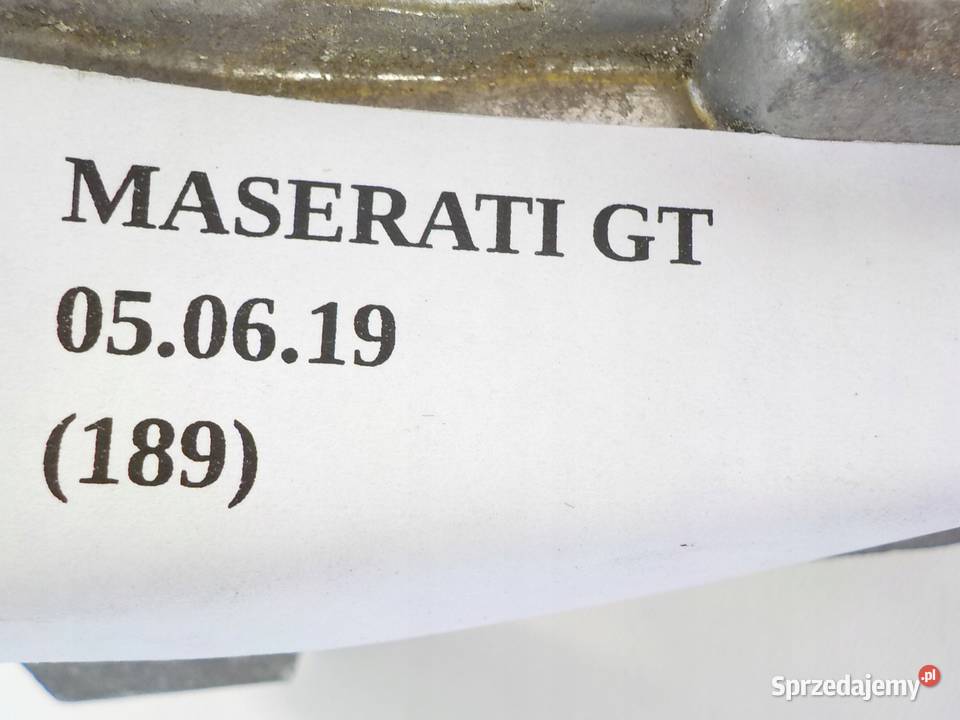 MASERATI GT
05.06.19
(189)
Sprzedajemy.pl